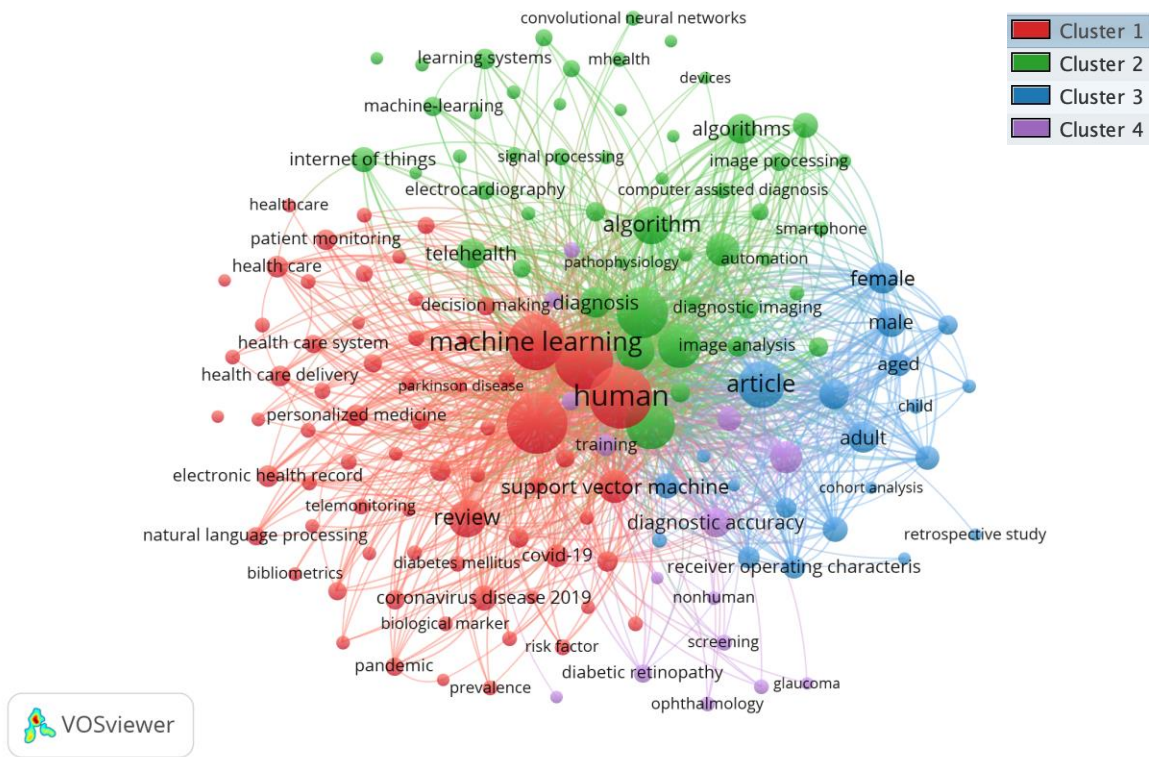 convolutional neural networks
Cluster 1
Cluster 2
Cluster 3
Cluster 4
learning systems
mhealth
devices
machine-learning
algorithms
internet of things
signal processing
image processing
electrocardiography
computer assisted diagnosis
healthcare
algorithm
smartphone
patient monitoring
telehealth
pathophysiology
automation
health care
female
decision making
diagnosis
diagnostic imaging
male
health care system
machine learning
image analysis
aged
health care delivery
parkinson disease
human
article
child
personalized medicine
training
adult
electronic health record
support vector machine
cohort analysis
telemonitoring
review
diagnostic accuracy
natural language processing
retrospective study
bibliometrics
diabetes mellitus
covid-19
receiver operating characteris
coronavirus disease 2019
nonhuman
biological marker
risk factor
screening
pandemic
prevalence
diabetic retinopathy
glaucoma
ophthalmology
VOSviewer